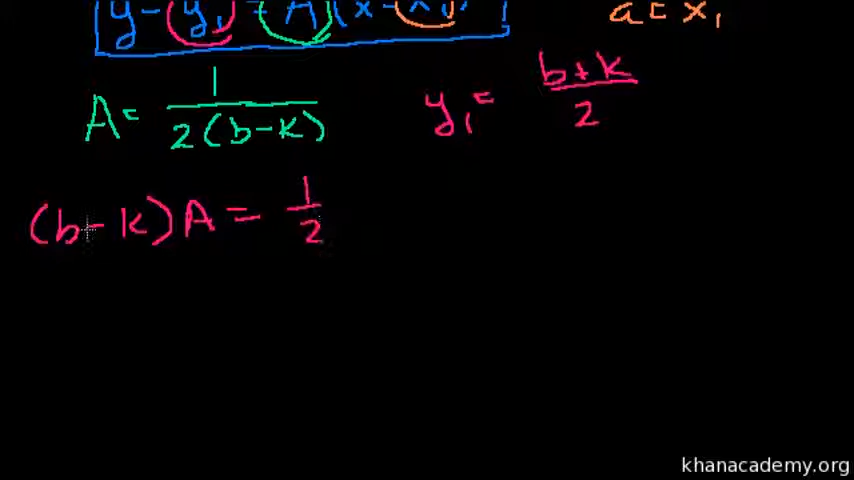 y - y₁ = A(x - x₁)
a = x₁
A = 1 / 2(b-k)
y₁ = b+k / 2
(b-k)A = 1/2
khanacademy.org